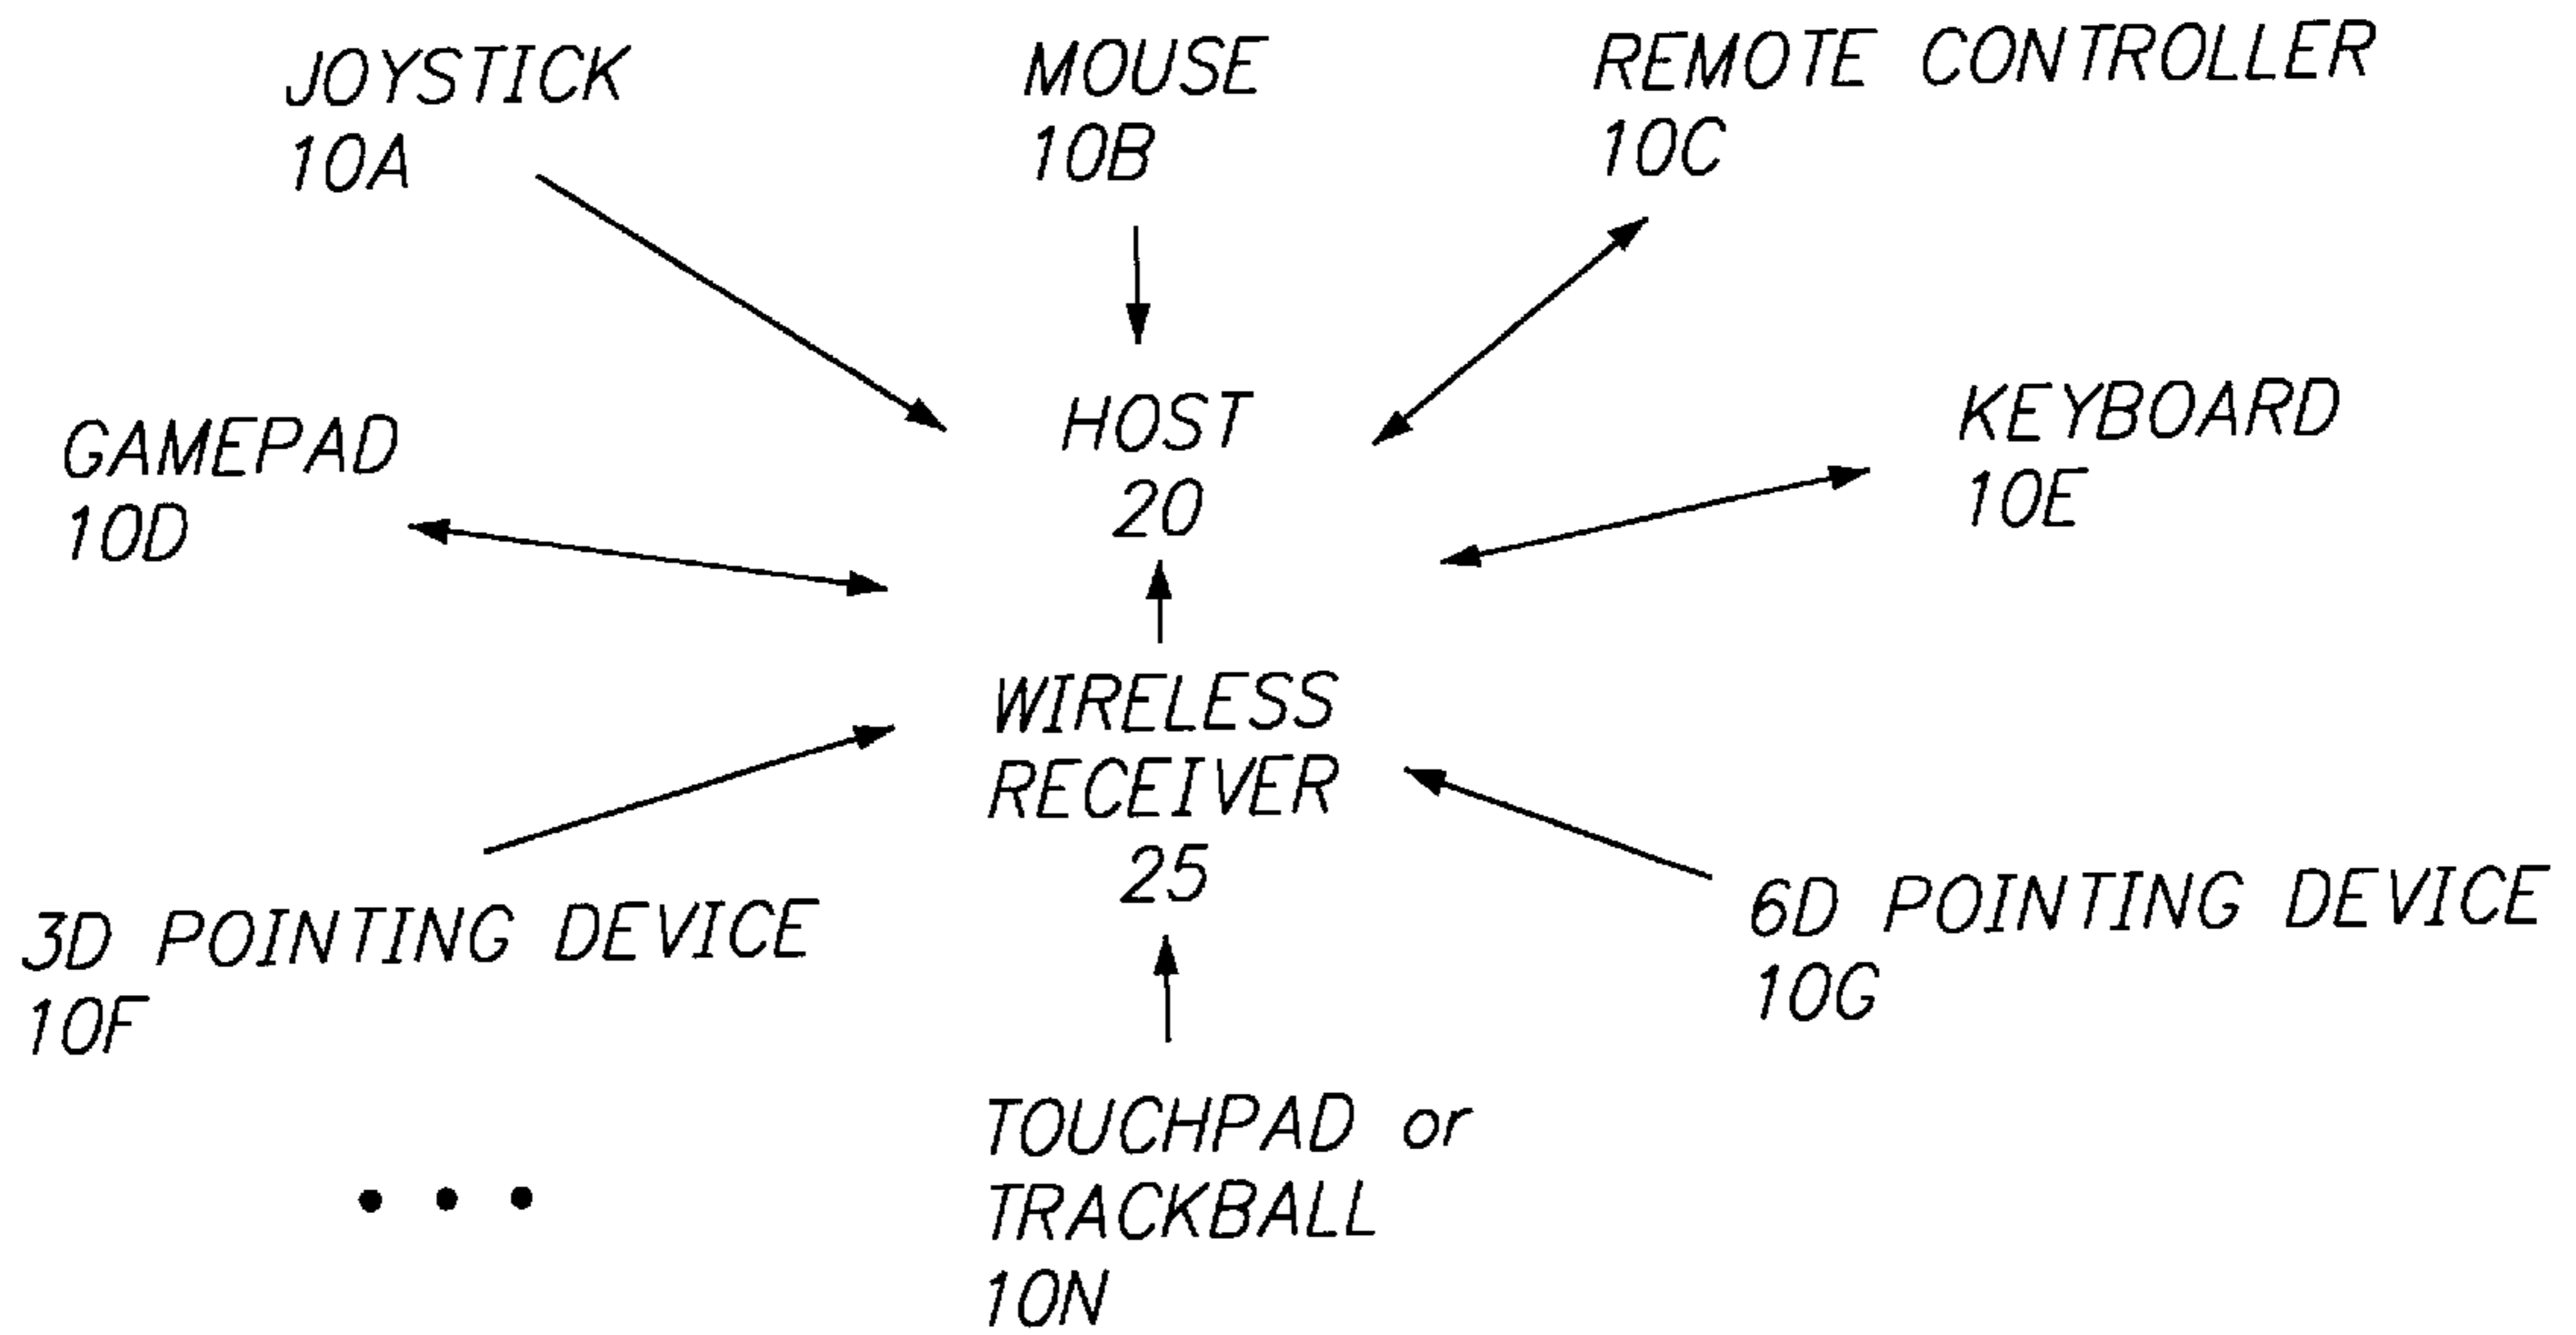 JOYSTICK
10A
MOUSE
10B
REMOTE CONTROLLER
10C
GAMEPAD
10D
HOST
20
KEYBOARD
10E
WIRELESS
RECEIVER
25
3D POINTING DEVICE
10F
6D POINTING DEVICE
10G
• • •
TOUCHPAD or
TRACKBALL
10N